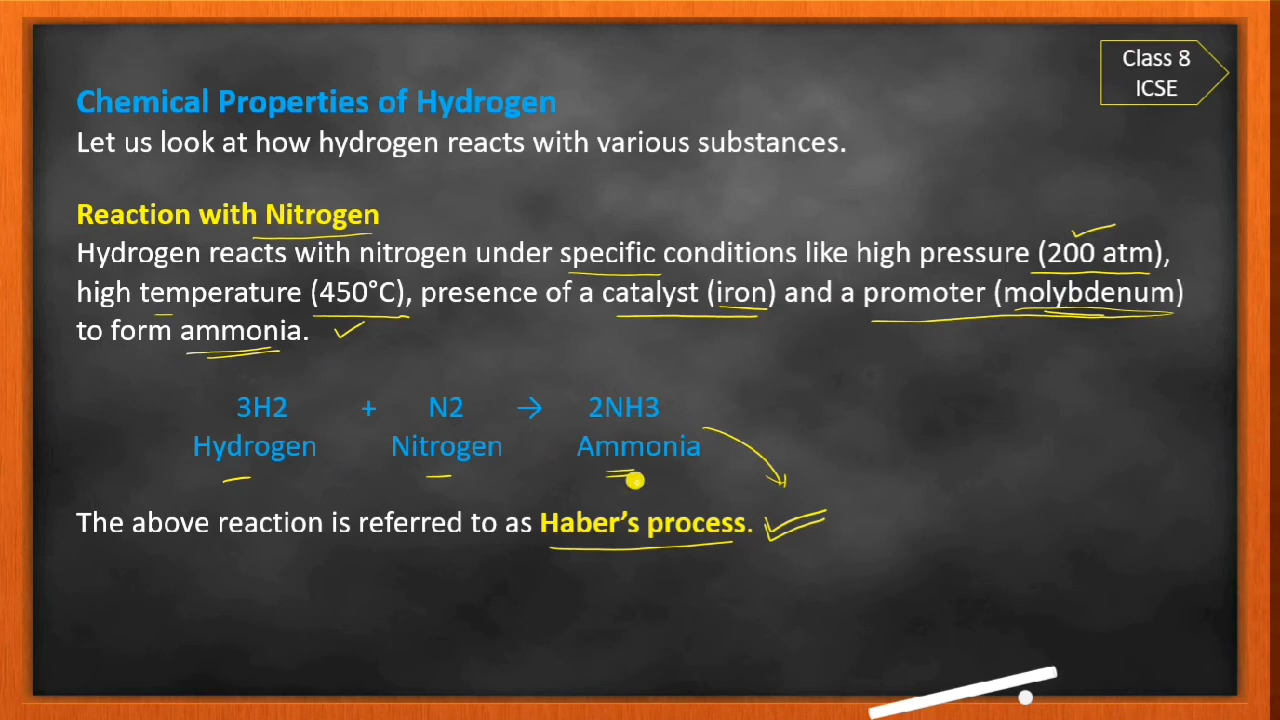 Class 8
ICSE
Chemical Properties of Hydrogen
Let us look at how hydrogen reacts with various substances.
Reaction with Nitrogen
Hydrogen reacts with nitrogen under specific conditions like high pressure (200 atm),
high temperature (450°C), presence of a catalyst (iron) and a promoter (molybdenum)
to form ammonia.
3H2 + N2 → 2NH3
Hydrogen Nitrogen Ammonia
The above reaction is referred to as Haber’s process.